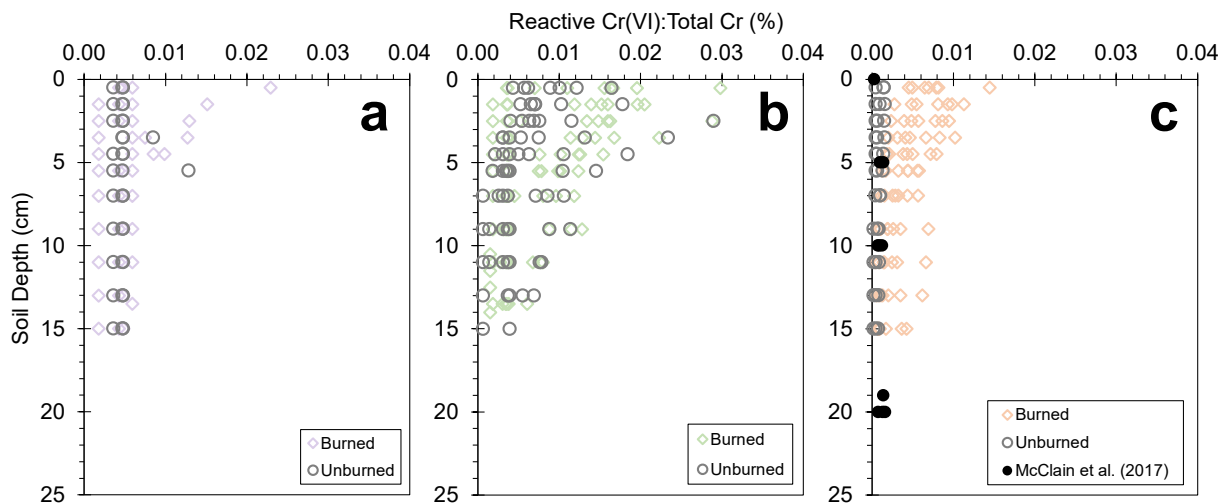 Reactive Cr(VI):Total Cr (%)
0.00 0.01 0.02 0.03 0.04
0.00 0.01 0.02 0.03 0.04
0.00 0.01 0.02 0.03 0.04
Soil Depth (cm)
0
5
10
15
20
25
a
Burned
Unburned
0
5
10
15
20
25
b
Burned
Unburned
0
5
10
15
20
25
c
Burned
Unburned
McClain et al. (2017)